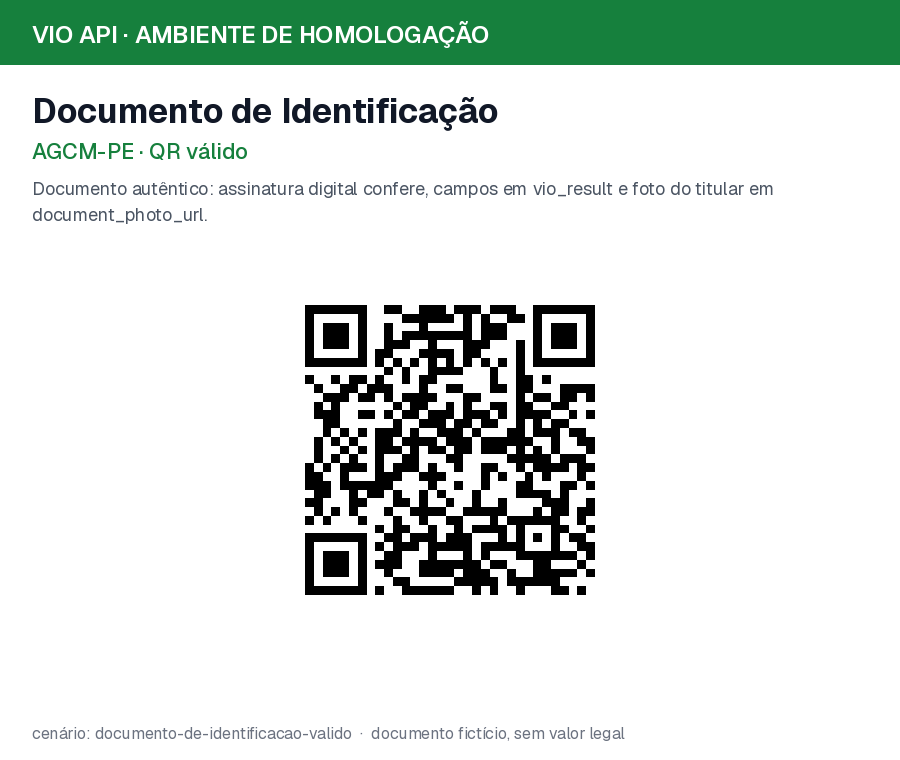 VIO API · AMBIENTE DE HOMOLOGAÇÃO
Documento de Identificação
AGCM-PE · QR válido
Documento autêntico: assinatura digital confere, campos em vio_result e foto do titular em
document_photo_url.
cenário: documento-de-identificacao-valido · documento fictício, sem valor legal